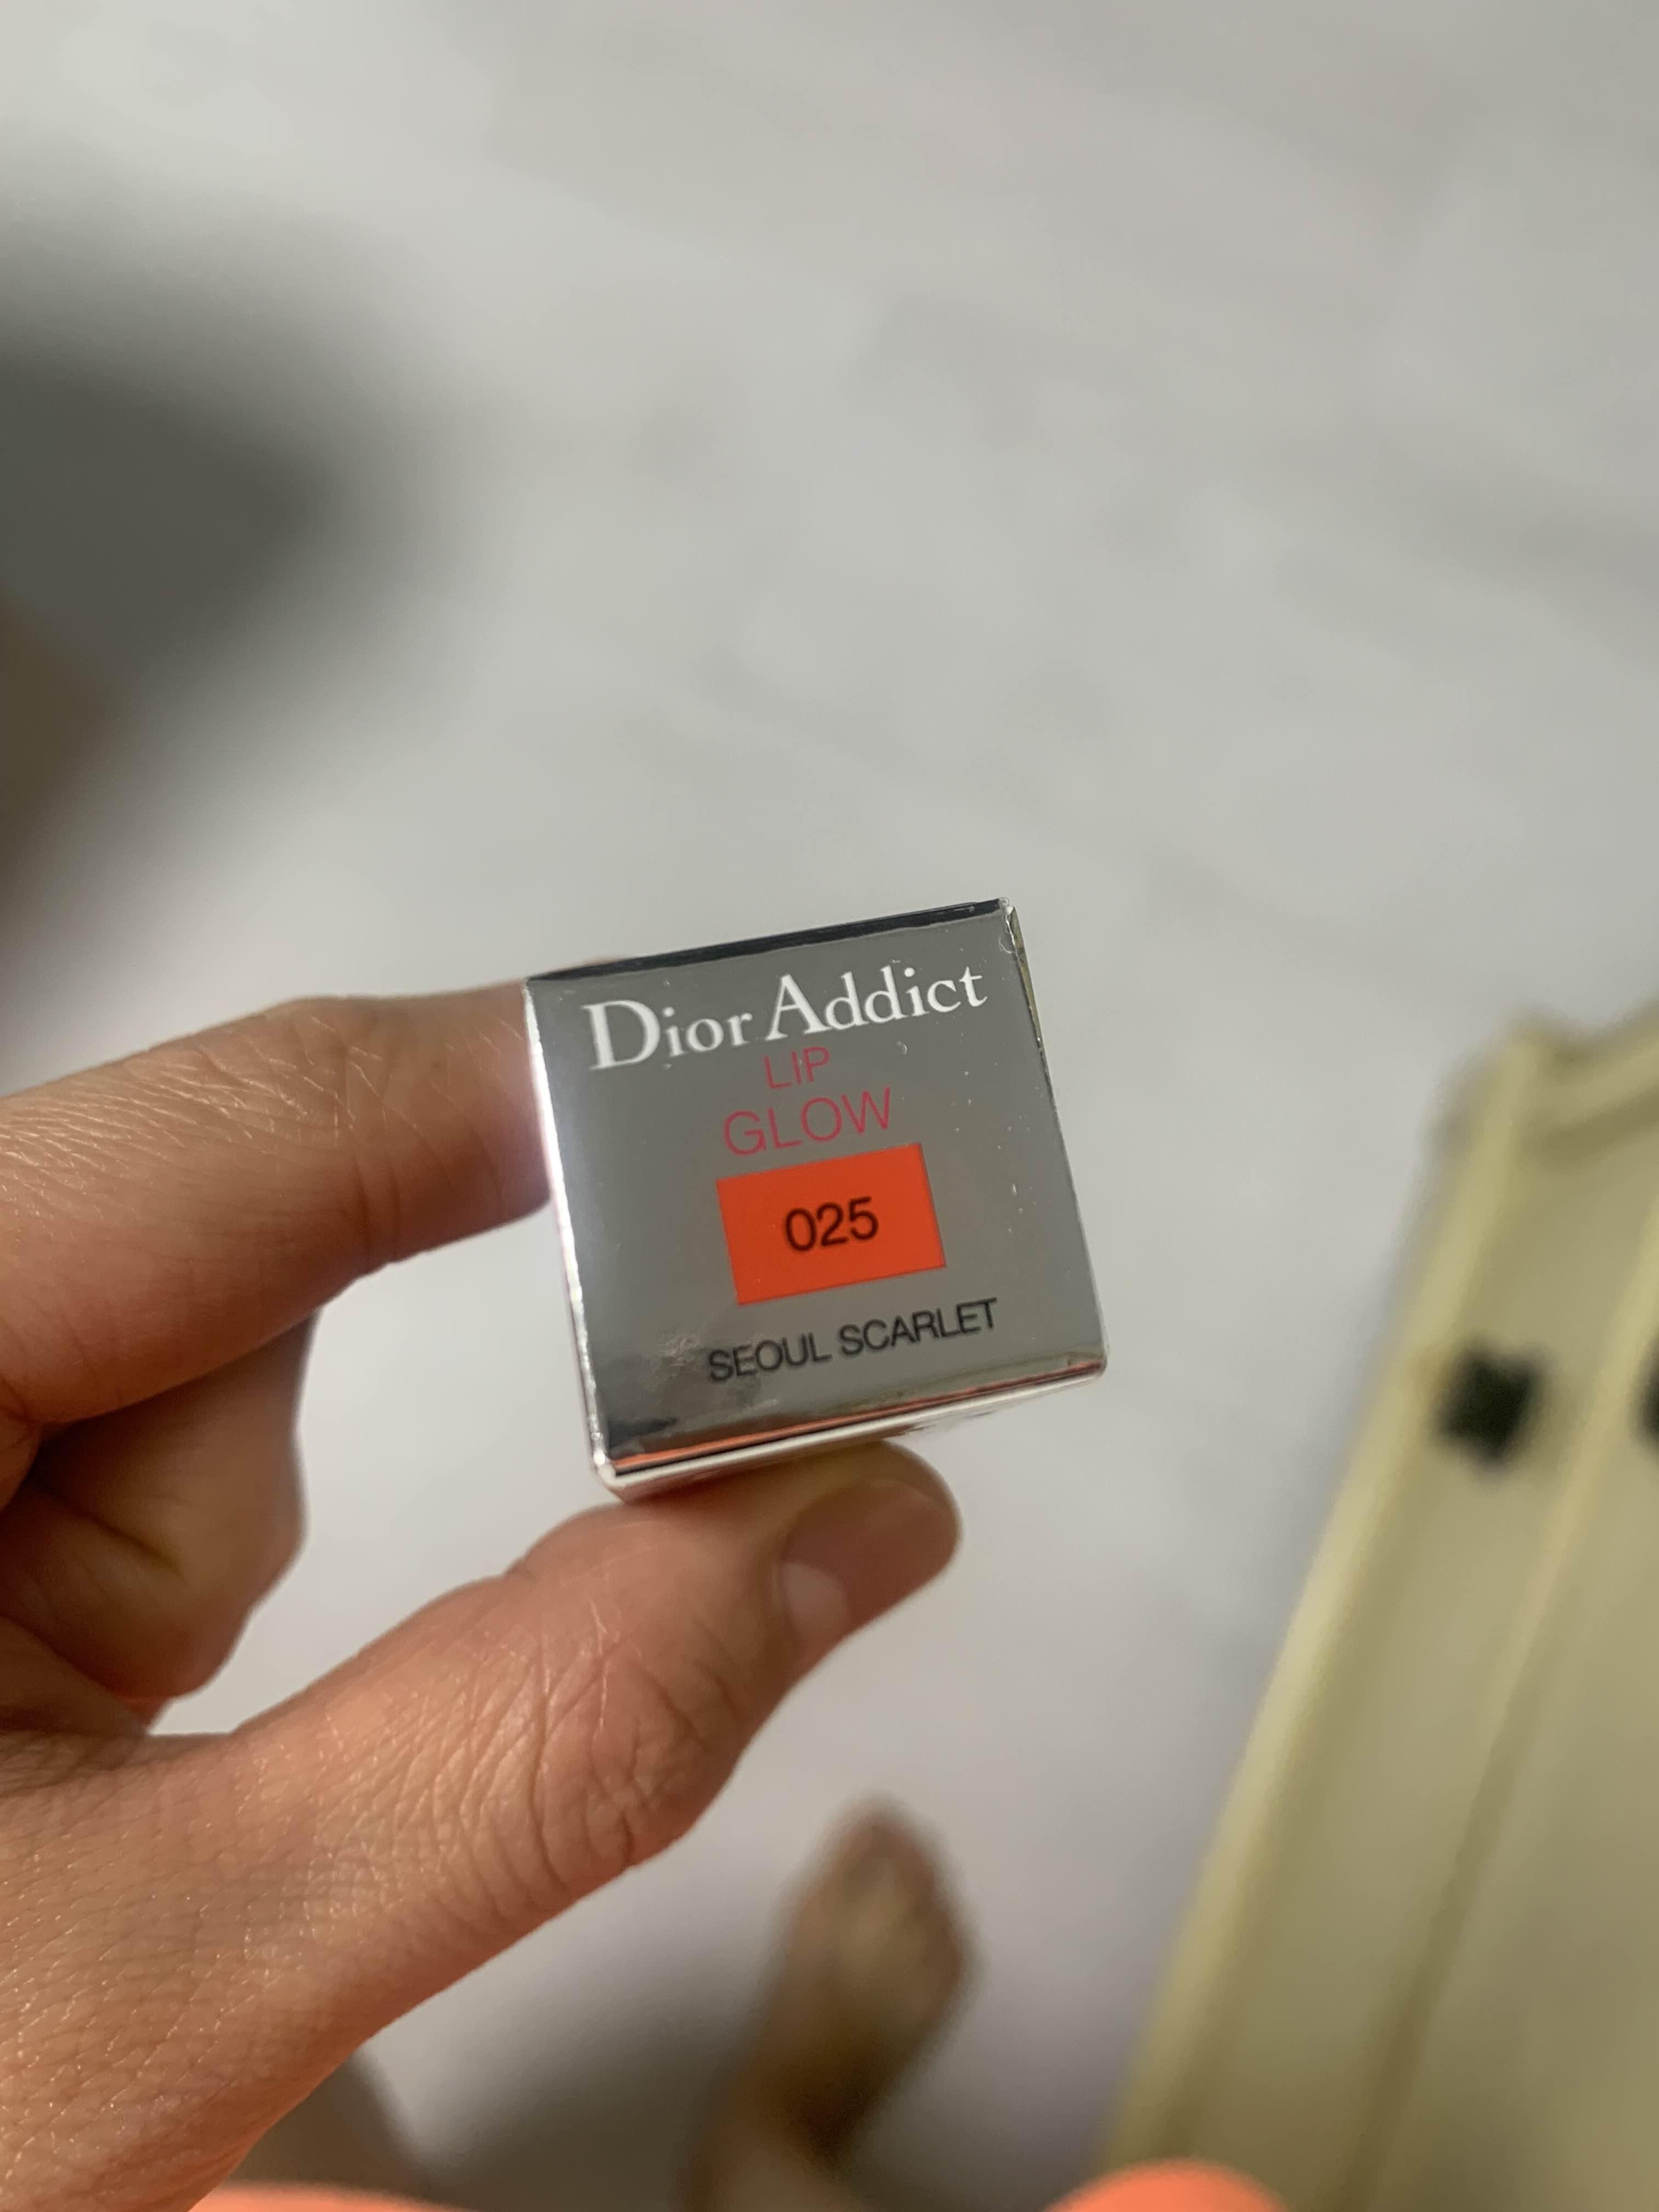 Dior Addict
LIP
GLOW
025
SEOUL SCARLET